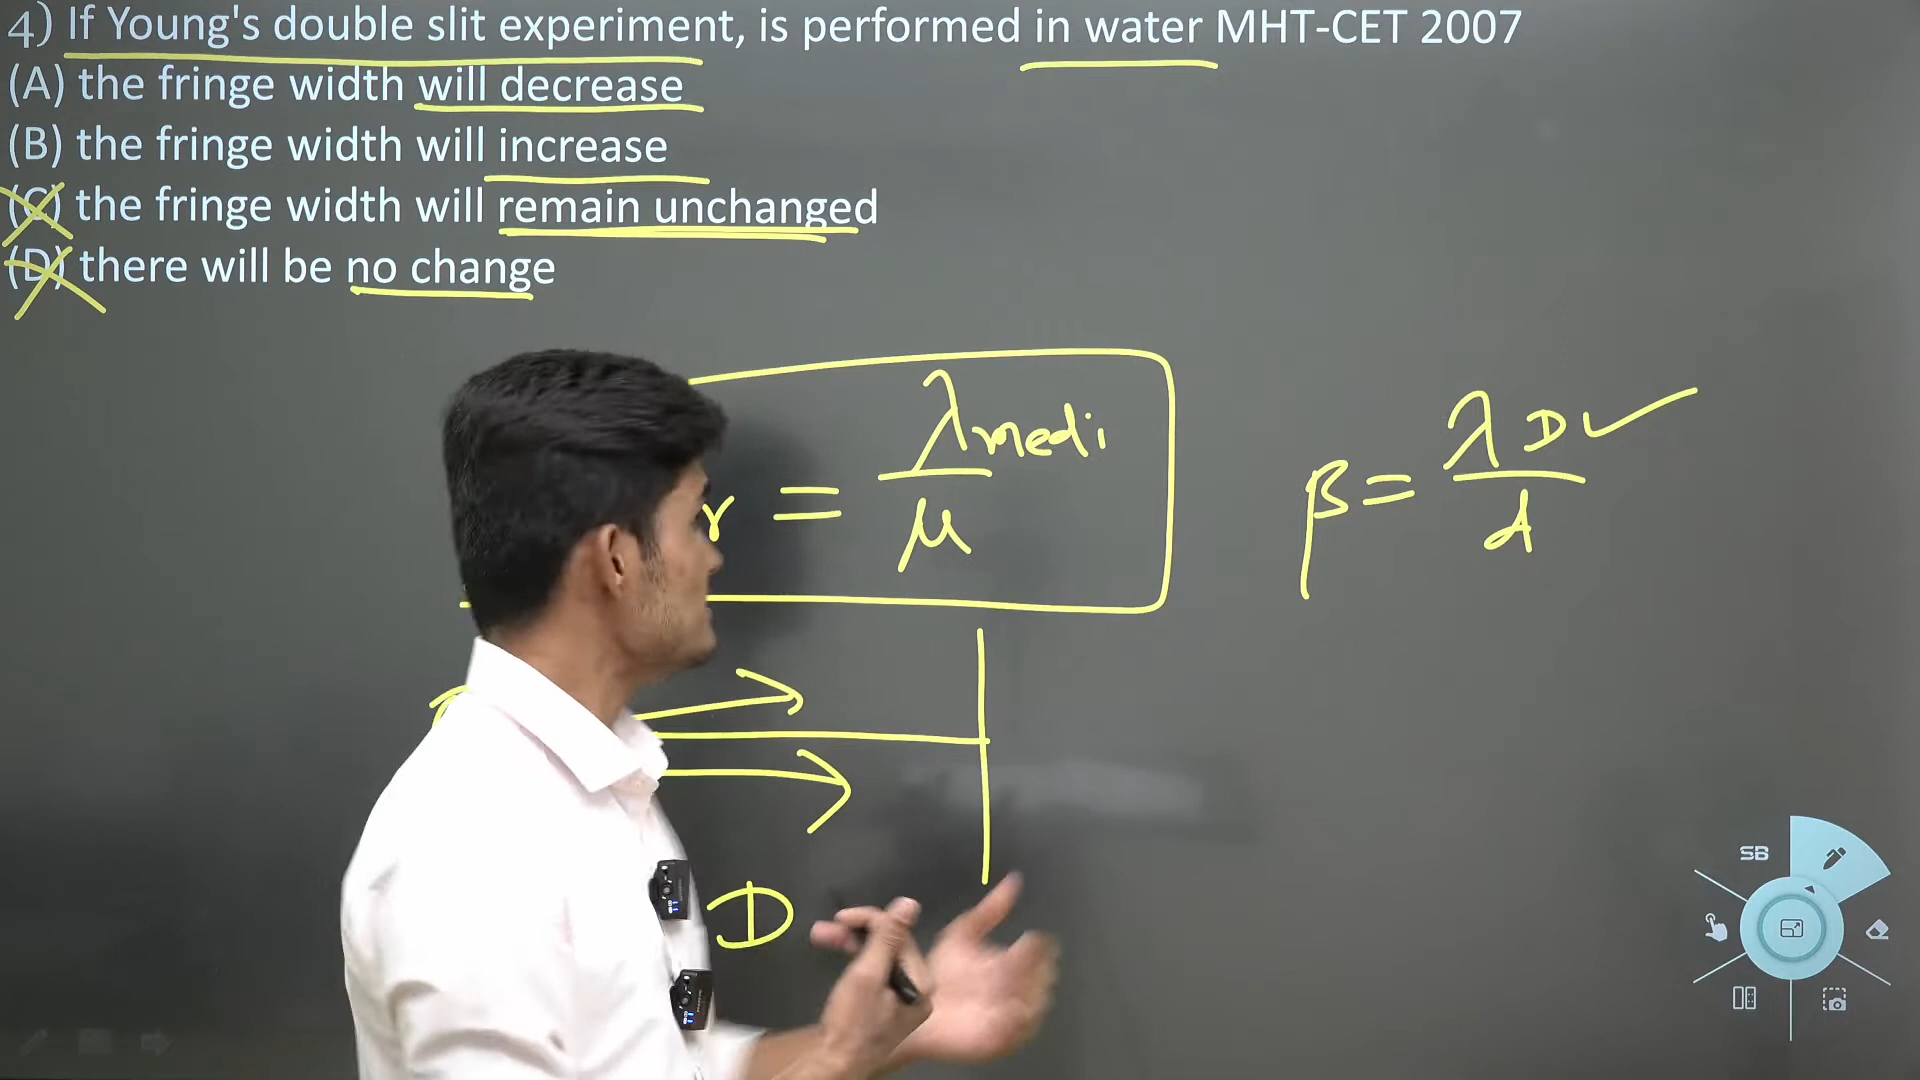 4) If Young's double slit experiment, is performed in water MHT-CET 2007
(A) the fringe width will decrease
(B) the fringe width will increase
(C) the fringe width will remain unchanged
(D) there will be no change
r = λmedi / μ
β = λ D / d
D
SB